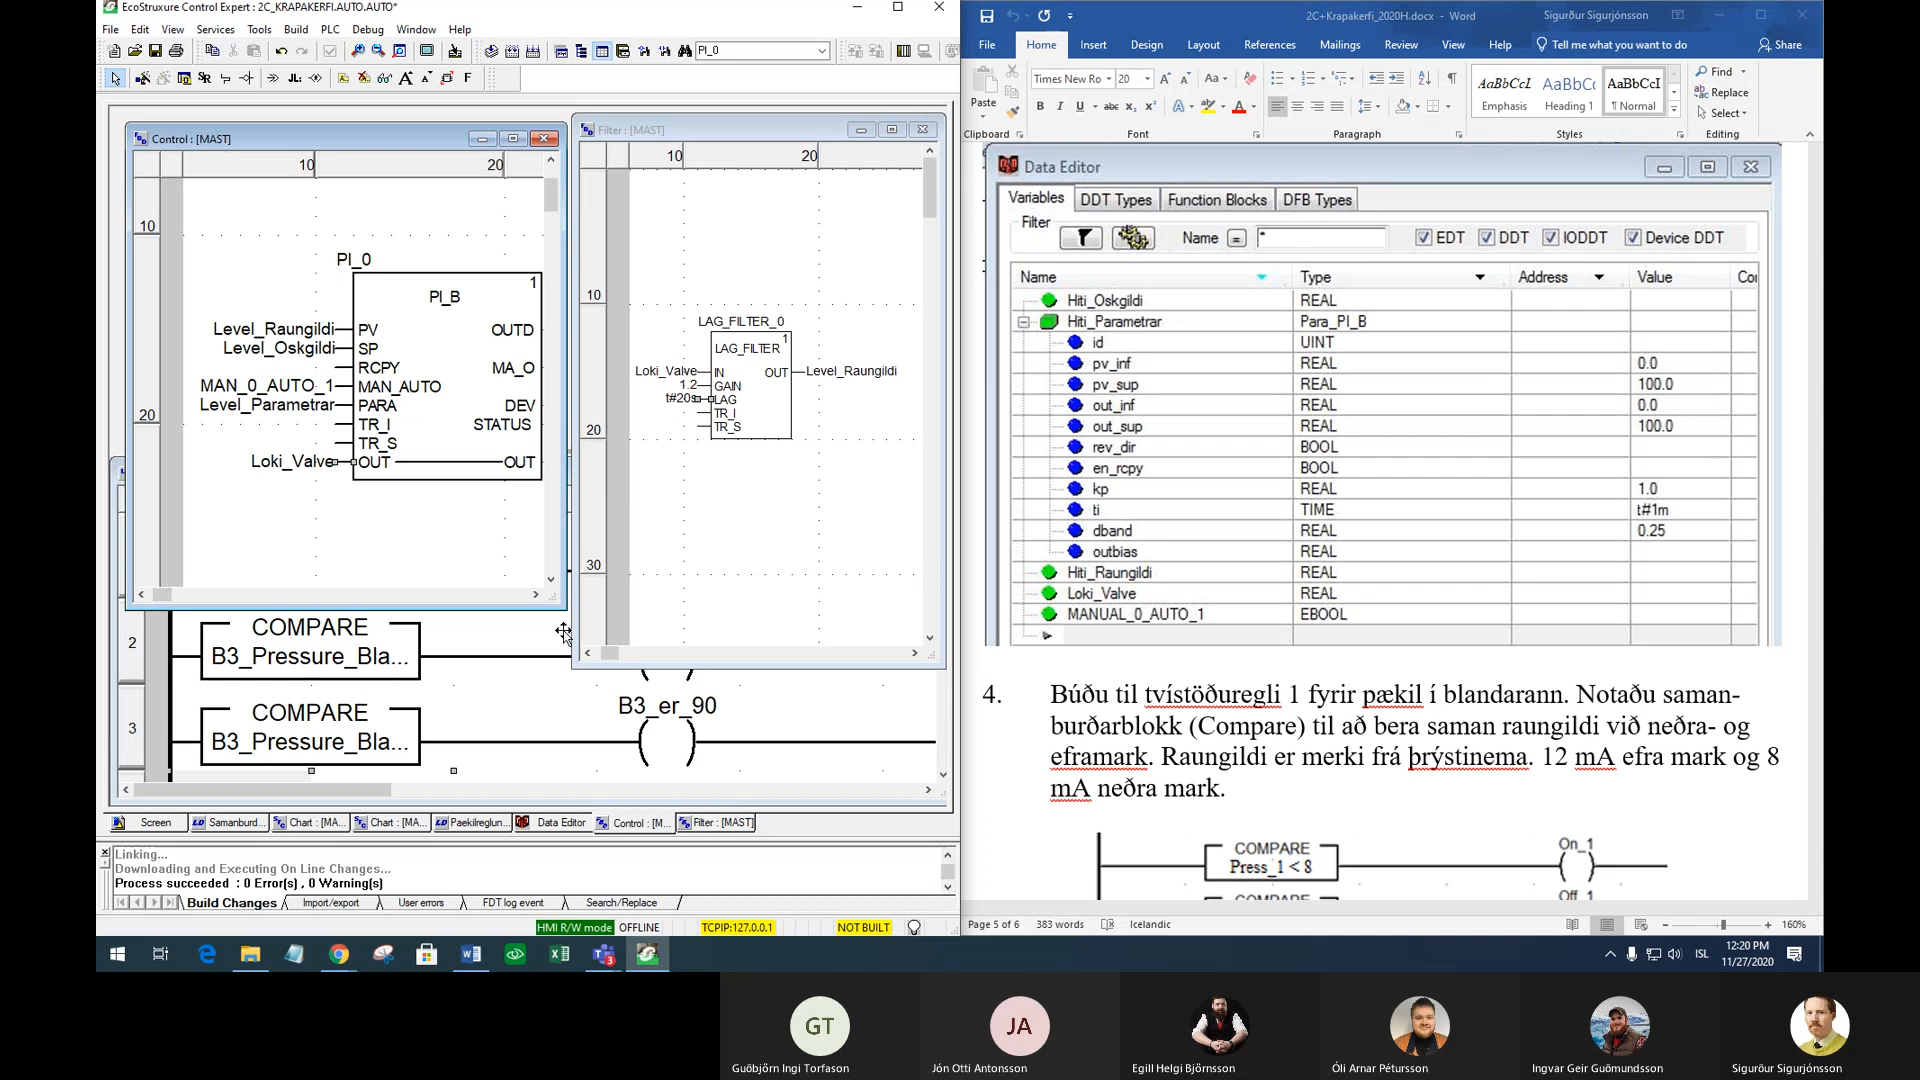 EcoStruxure Control Expert : 2C_KRAPAKERFI.AUTO.AUTO*
File Edit View Services Tools Build PLC Debug Window Help
PI_0
SR JL: A A F
Control : [MAST]
10 20
10
PI_0
1
PI_B
Level_Raungildi PV OUTD
Level_Oskgildi SP
RCPY MA_O
MAN_0_AUTO_1 MAN_AUTO
Level_Parametrar PARA DEV
20
TR_I STATUS
TR_S
Loki_Valve OUT OUT
Filter : [MAST]
10 20
10
LAG_FILTER_0
1
LAG_FILTER
Loki_Valve IN OUT Level_Raungildi
1.2 GAIN
t#20s LAG
TR_I
20
TR_S
30
2
COMPARE
B3_Pressure_Bla...
3
COMPARE
B3_Pressure_Bla...
B3_er_90
Screen Samanburd... Chart : [MA... Chart : [MA... Paekilreglun... Data Editor Control : [M... Filter : [MAST]
Linking...
Downloading and Executing On Line Changes...
Process succeeded : 0 Error(s) , 0 Warning(s)
Build Changes Import/export User errors FDT log event Search/Replace
HMI R/W mode OFFLINE TCPIP:127.0.0.1 NOT BUILT
2C+Krapakerfi_2020H.docx - Word Sigurður Sigurjónsson
File Home Insert Design Layout References Mailings Review View Help Tell me what you want to do Share
Paste
Times New Ro 20 A A Aa
B I U abc x₂ x² A A
AaBbCcI AaBbCc AaBbCcI
Emphasis Heading 1 ¶ Normal
Find
Replace
Select
Clipboard Font Paragraph Styles Editing
Data Editor
Variables DDT Types Function Blocks DFB Types
Filter
Name = * EDT DDT IODDT Device DDT
Name Type Address Value Co
Hiti_Oskgildi REAL
Hiti_Parametrar Para_PI_B
id UINT
pv_inf REAL 0.0
pv_sup REAL 100.0
out_inf REAL 0.0
out_sup REAL 100.0
rev_dir BOOL
en_rcpy BOOL
kp REAL 1.0
ti TIME t#1m
dband REAL 0.25
outbias REAL
Hiti_Raungildi REAL
Loki_Valve REAL
MANUAL_0_AUTO_1 EBOOL
4. Búðu til tvístöðuregli 1 fyrir pækil í blandarann. Notaðu saman-
burðarblokk (Compare) til að bera saman raungildi við neðra- og
eframark. Raungildi er merki frá þrýstinema. 12 mA efra mark og 8
mA neðra mark.
COMPARE
Press_1 < 8
On_1
COMPARE
Off_1
Page 5 of 6 383 words Icelandic 160%
ISL
12:20 PM
11/27/2020
GT
JA
Guðbjörn Ingi Torfason
Jón Otti Antonsson
Egill Helgi Björnsson
Óli Arnar Pétursson
Ingvar Geir Guðmundsson
Sigurður Sigurjónsson